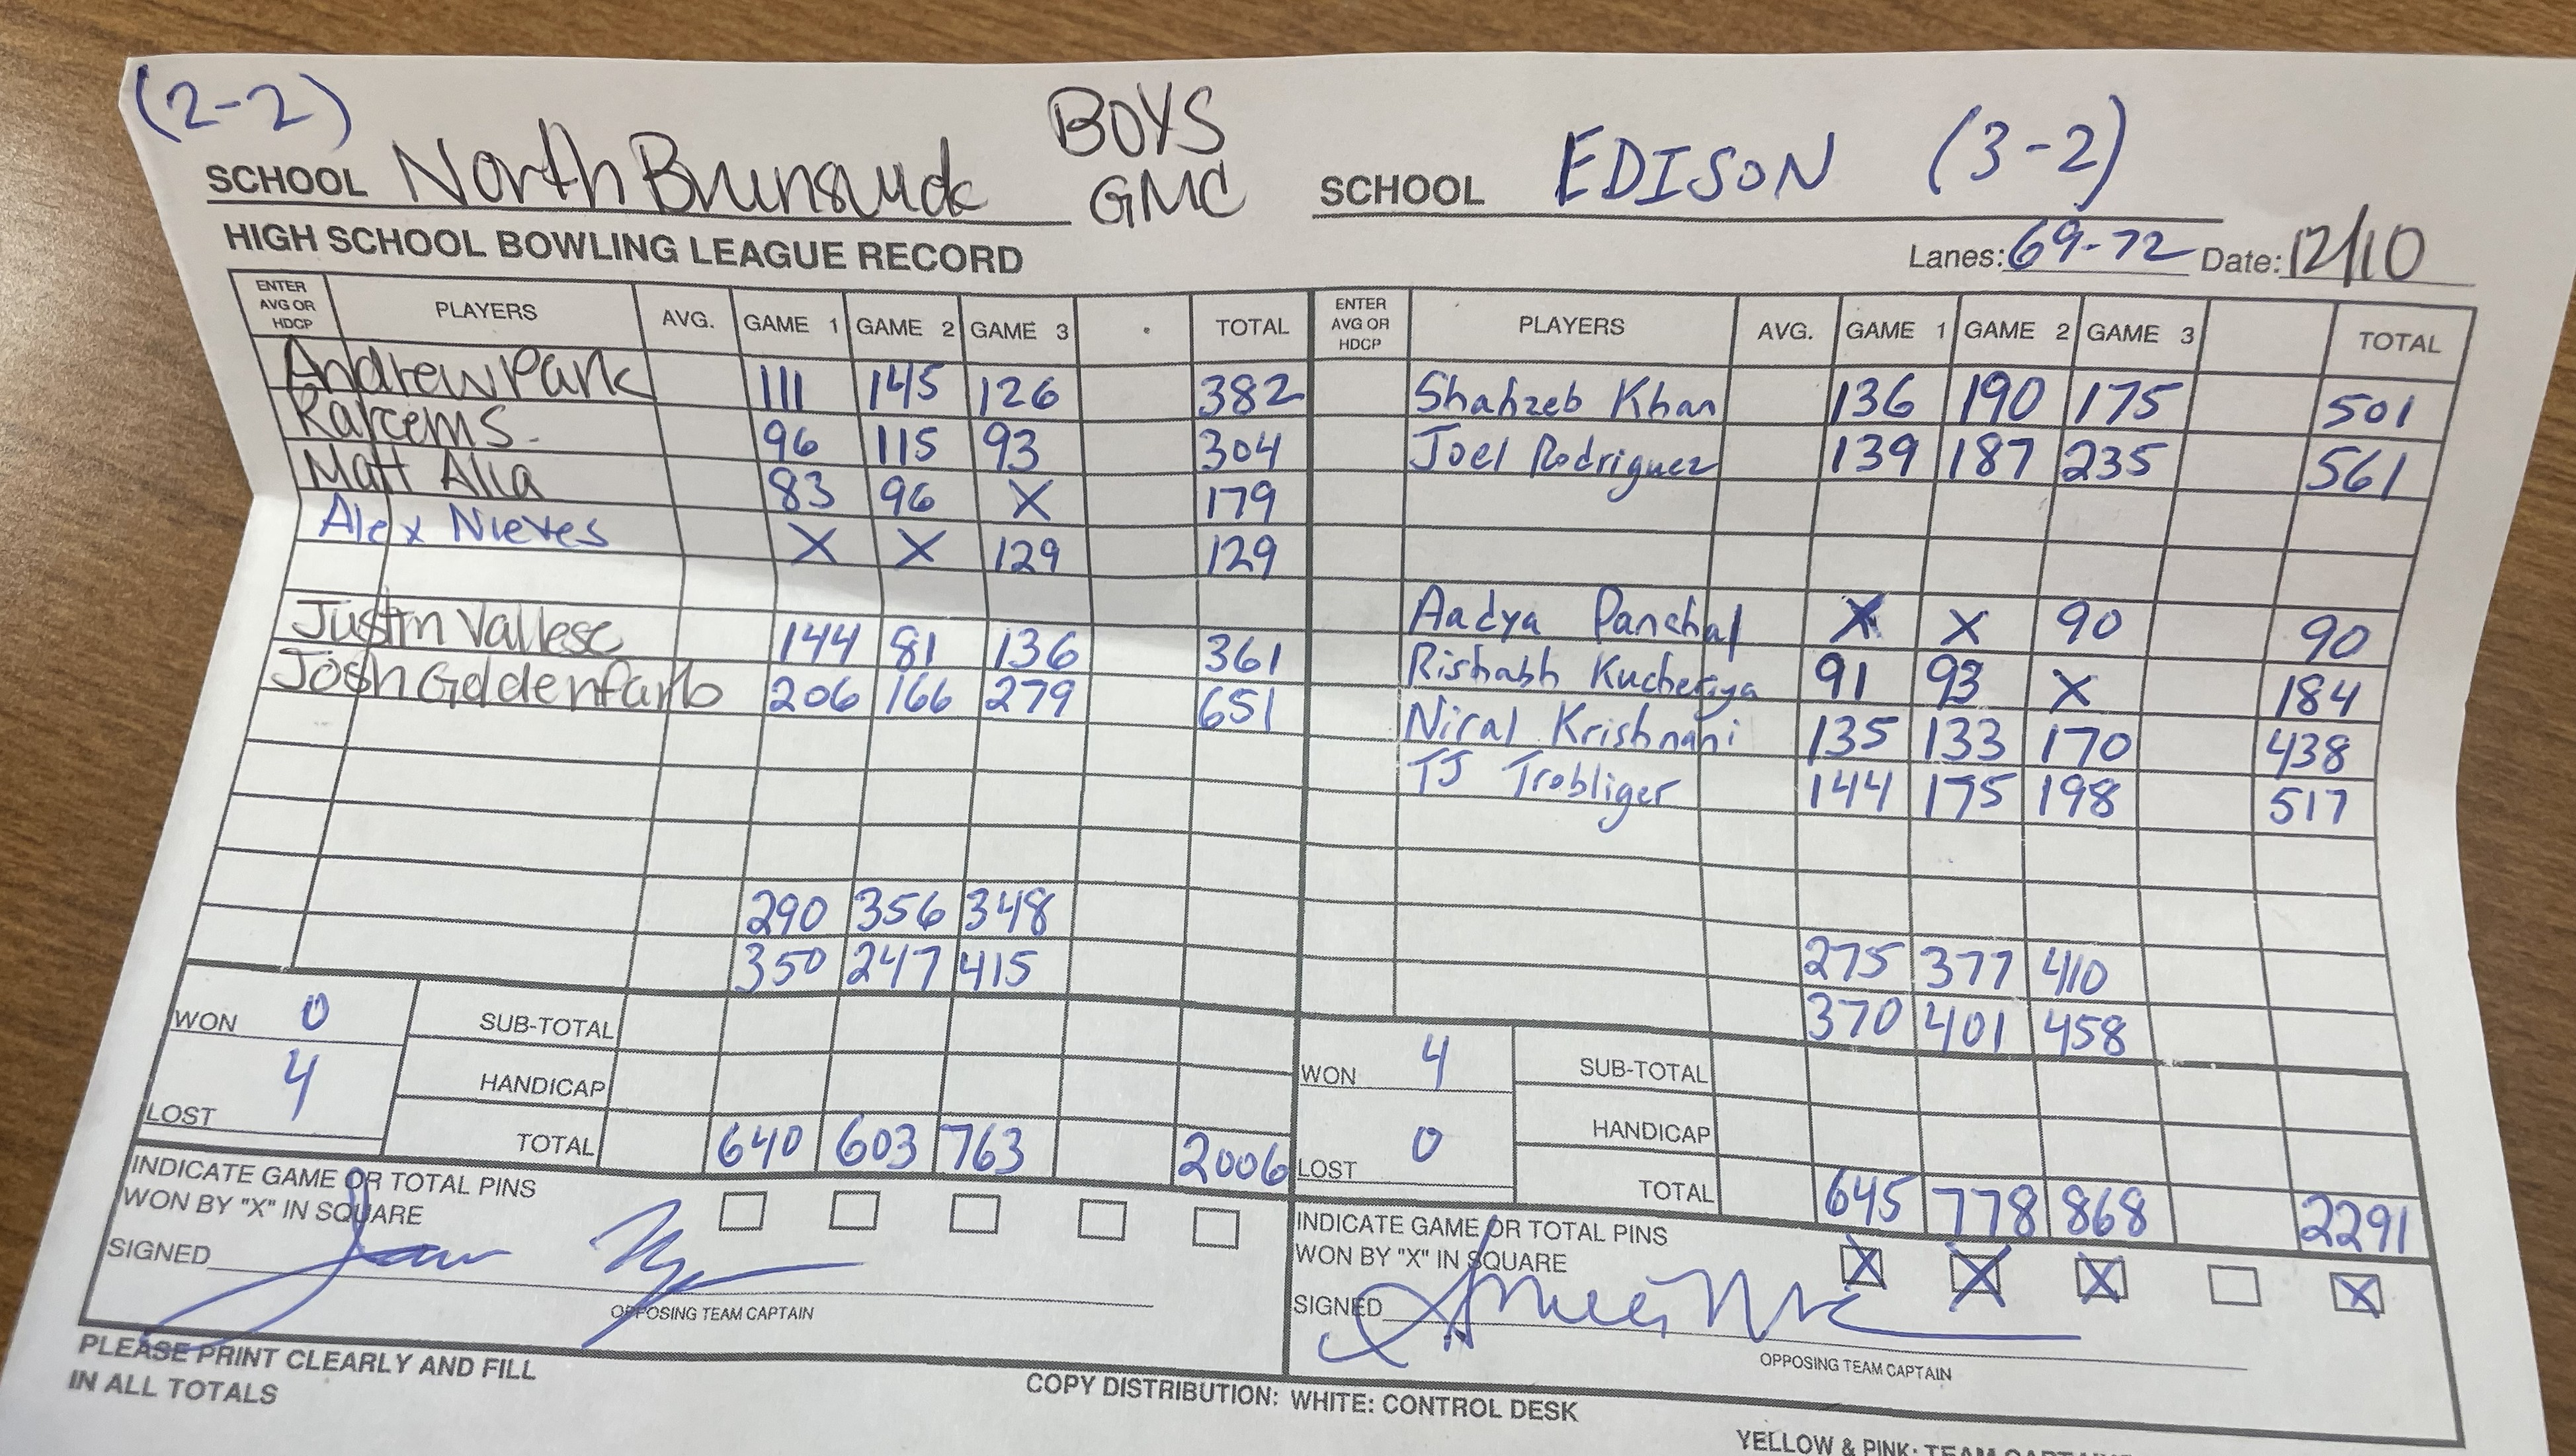 (2-2)
BOYS
SCHOOL North Brunswick GMC SCHOOL EDISON (3-2)
HIGH SCHOOL BOWLING LEAGUE RECORD Lanes: 69-72 Date: 12/10
ENTER AVG OR HDCP PLAYERS AVG. GAME 1 GAME 2 GAME 3 TOTAL ENTER AVG OR HDCP PLAYERS AVG. GAME 1 GAME 2 GAME 3 TOTAL
Andrew Park 111 145 126 382 Shahzeb Khan 136 190 175 501
S. 96 115 93 304 Joel Rodriguez 139 187 235 561
Matt Alla 83 96 X 179
Alex Nieves X X 129 129
Aadya Panchal X X 90 90
Justin Vallese 144 81 136 361 Rishabh Kucheriya 91 93 X 184
Josh Goldenfarb 206 166 279 651 Niral Krishnani 135 133 170 438
TJ Trobliger 144 175 198 517
290 356 348 275 377 410
350 247 415 370 401 458
WON 0 SUB-TOTAL WON 4 SUB-TOTAL
HANDICAP HANDICAP
LOST 4 TOTAL 640 603 763 2006 LOST 0 TOTAL 645 778 868 2291
INDICATE GAME OR TOTAL PINS INDICATE GAME OR TOTAL PINS
WON BY "X" IN SQUARE WON BY "X" IN SQUARE X X X X
SIGNED SIGNED
OPPOSING TEAM CAPTAIN OPPOSING TEAM CAPTAIN
PLEASE PRINT CLEARLY AND FILL
IN ALL TOTALS
COPY DISTRIBUTION: WHITE: CONTROL DESK
YELLOW & PINK: TEAM